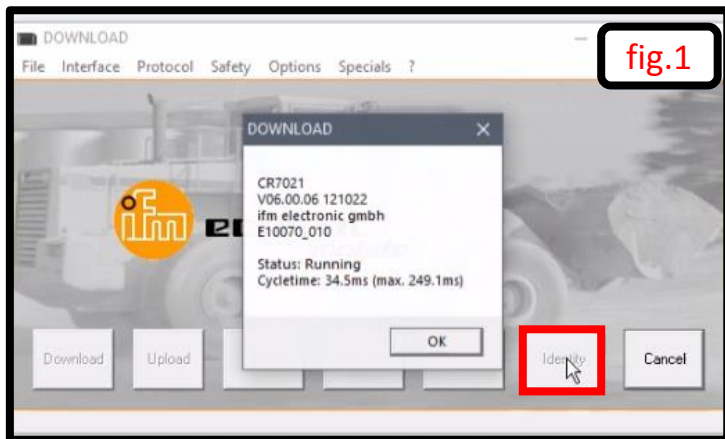 DOWNLOAD
fig.1
File Interface Protocol Safety Options Specials ?
DOWNLOAD
CR7021
V06.00.06 121022
ifm electronic gmbh
E10070_010
Status: Running
Cycletime: 34.5ms (max. 249.1ms)
ifm
OK
Download Upload Identity Cancel